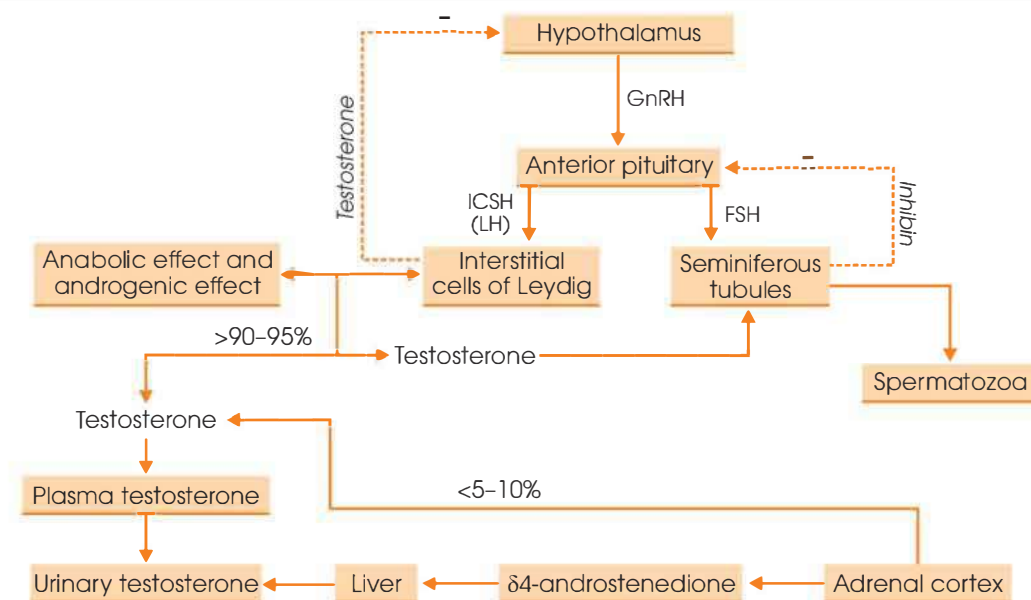 –
Hypothalamus
Testosterone
GnRH
–
Anterior pituitary
ICSH
(LH)
FSH
Inhibin
Anabolic effect and
androgenic effect
Interstitial
cells of Leydig
Seminiferous
tubules
>90–95%
Testosterone
Spermatozoa
Testosterone
Plasma testosterone
<5–10%
Urinary testosterone
Liver
δ4-androstenedione
Adrenal cortex